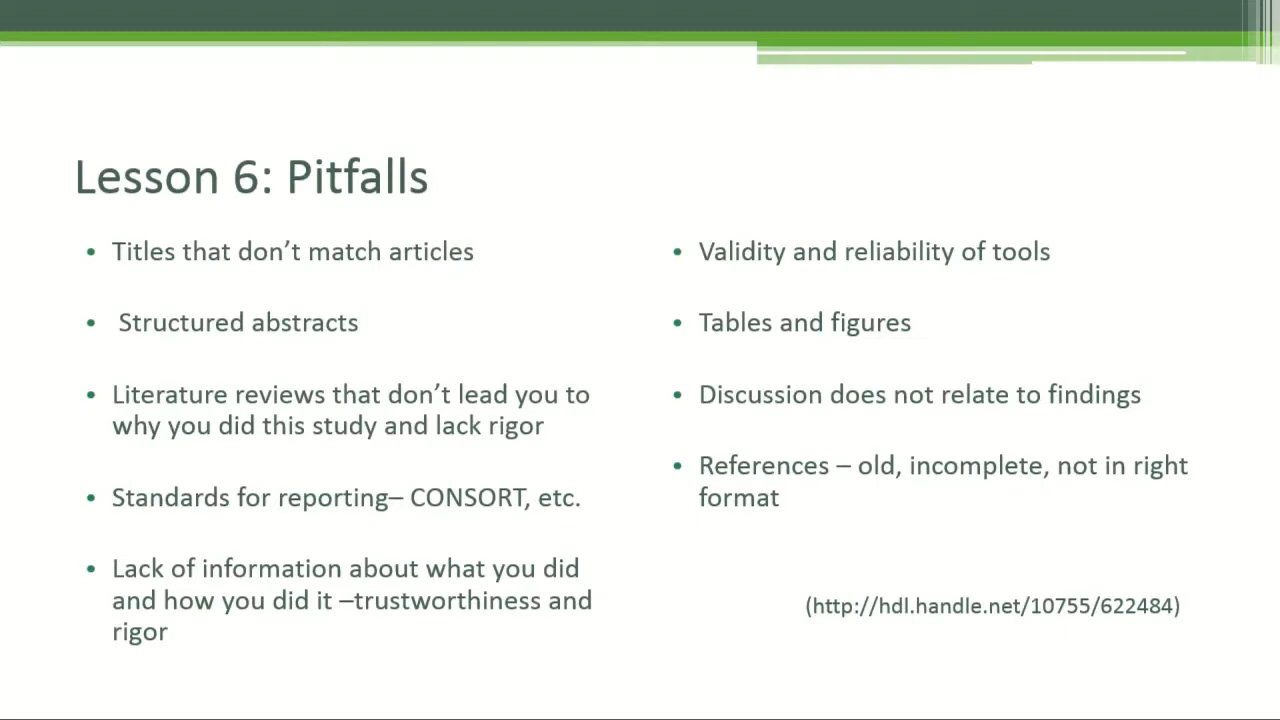 Lesson 6: Pitfalls
• Titles that don’t match articles
• Structured abstracts
• Literature reviews that don’t lead you to
why you did this study and lack rigor
• Standards for reporting– CONSORT, etc.
• Lack of information about what you did
and how you did it –trustworthiness and
rigor
• Validity and reliability of tools
• Tables and figures
• Discussion does not relate to findings
• References – old, incomplete, not in right
format
(http://hdl.handle.net/10755/622484)